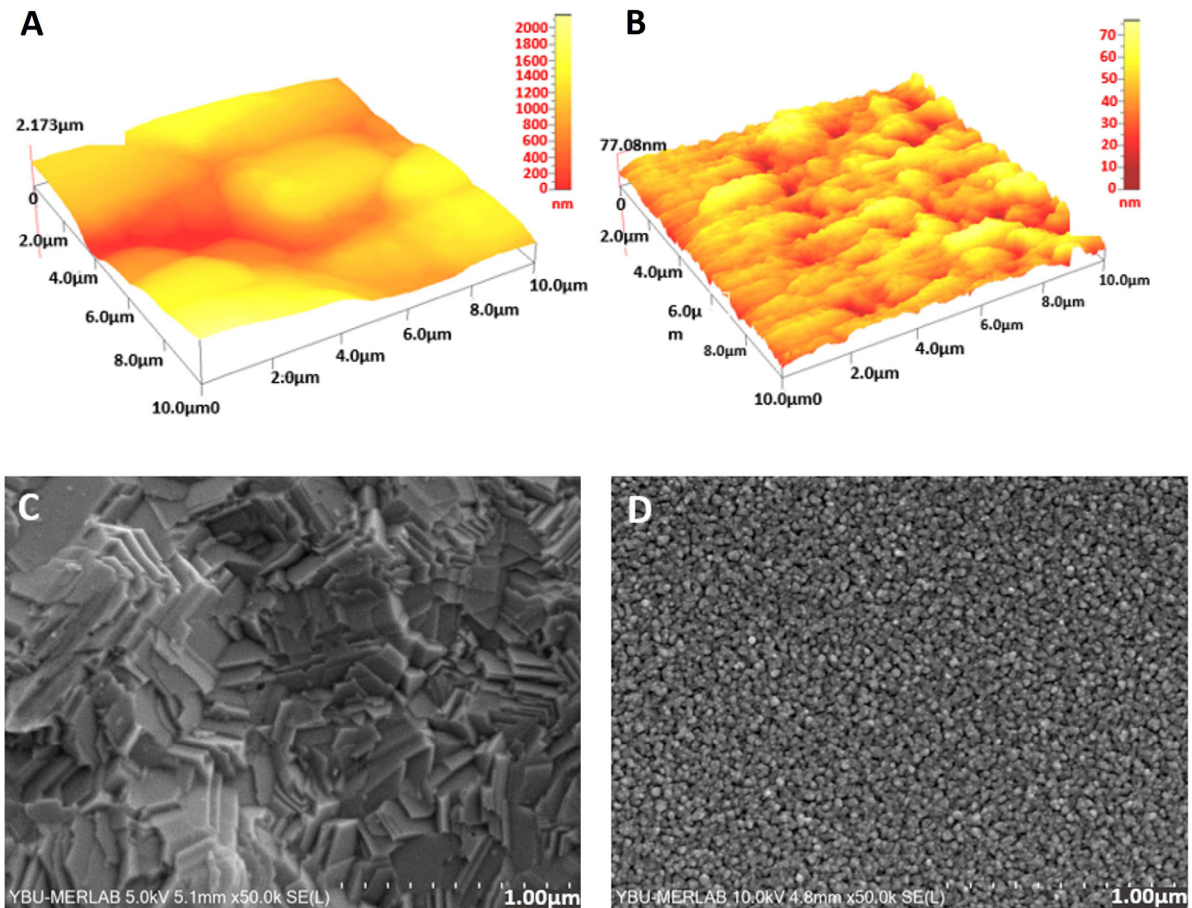 A
2.173µm
0
2.0µm
4.0µm
6.0µm
8.0µm
10.0µm0
2.0µm
4.0µm
6.0µm
8.0µm
10.0µm
2000
1800
1600
1400
1200
1000
800
600
400
200
0
nm
B
77.08nm
0
2.0µm
4.0µm
6.0µ
m
8.0µm
10.0µm0
2.0µm
4.0µm
6.0µm
8.0µm
10.0µm
70
60
50
40
30
20
10
0
nm
C
YBU-MERLAB 5.0kV 5.1mm x50.0k SE(L)
1.00µm
D
YBU-MERLAB 10.0kV 4.8mm x50.0k SE(L)
1.00µm